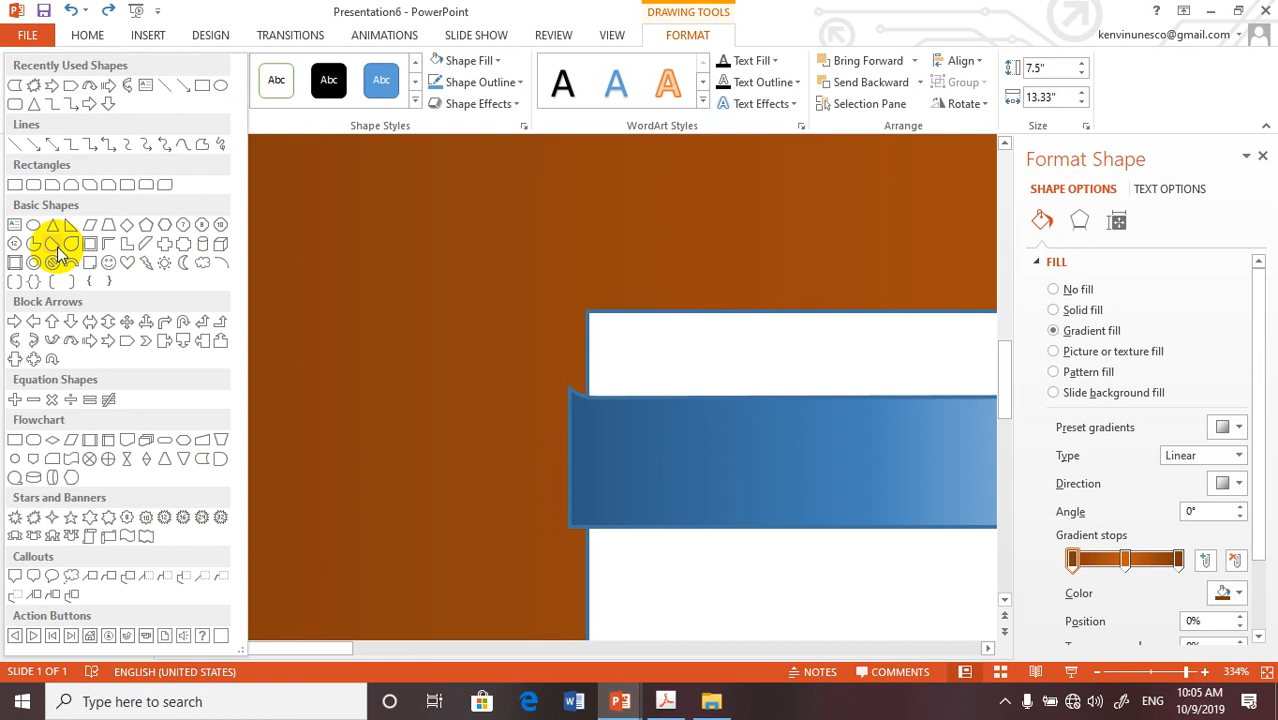 Presentation6 - PowerPoint
DRAWING TOOLS
FILE HOME INSERT DESIGN TRANSITIONS ANIMATIONS SLIDE SHOW REVIEW VIEW FORMAT
kenvinunesco@gmail.com
Recently Used Shapes
Lines
Rectangles
Basic Shapes
Block Arrows
Equation Shapes
Flowchart
Stars and Banners
Callouts
Action Buttons
Abc Abc Abc
Shape Fill
Shape Outline
Shape Effects
Shape Styles
A A A
Text Fill
Text Outline
Text Effects
WordArt Styles
Bring Forward
Send Backward
Selection Pane
Align
Group
Rotate
Arrange
7.5"
13.33"
Size
Format Shape
SHAPE OPTIONS TEXT OPTIONS
FILL
No fill
Solid fill
Gradient fill
Picture or texture fill
Pattern fill
Slide background fill
Preset gradients
Type Linear
Direction
Angle 0°
Gradient stops
Color
Position 0%
SLIDE 1 OF 1 ENGLISH (UNITED STATES) NOTES COMMENTS 334%
Type here to search
ENG
10:05 AM
10/9/2019